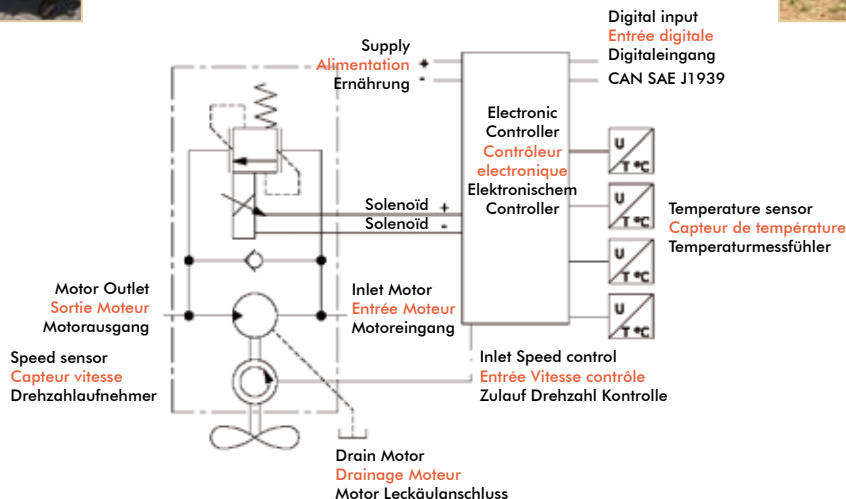 Digital input
Entrée digitale
Digitaleingang
CAN SAE J1939
Supply +
Alimentation
Ernährung -
Electronic
Controller
Contrôleur
electronique
Elektronischem
Controller
U
T °C
U
T °C
U
T °C
U
T °C
Temperature sensor
Capteur de température
Temperaturmessfühler
Solenoïd +
Solenoïd -
Motor Outlet
Sortie Moteur
Motorausgang
Inlet Motor
Entrée Moteur
Motoreingang
Speed sensor
Capteur vitesse
Drehzahlaufnehmer
Inlet Speed control
Entrée Vitesse contrôle
Zulauf Drehzahl Kontrolle
Drain Motor
Drainage Moteur
Motor Leckäulanschluss